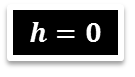 h = 0